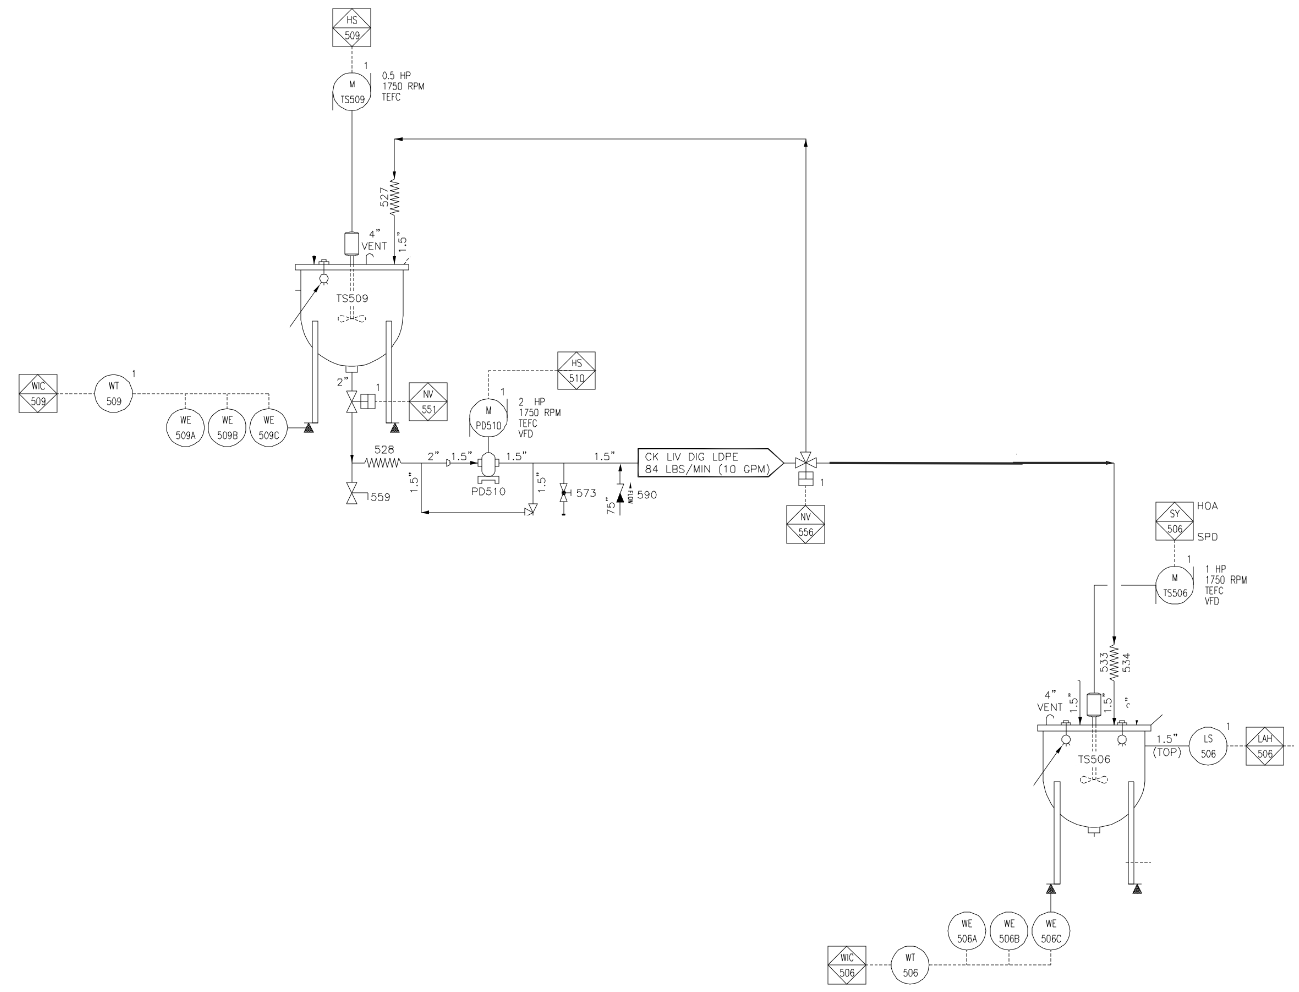 HS
509
1
M
TS509
0.5 HP
1750 RPM
TEFC
527
4"
VENT
1.5"
TS509
WIC
509
WT
509
1
WE
509A
WE
509B
WE
509C
2"
1
NV
551
HS
510
1
M
PD510
2 HP
1750 RPM
TEFC
VFD
528
2"
1.5"
1.5"
1.5"
1.5"
1.5"
PD510
559
573
75"
FLOW
590
CK LIV DIG LDPE
84 LBS/MIN (10 GPM)
1
NV
556
SY
506
HOA
SPD
1
M
TS506
1 HP
1750 RPM
TEFC
VFD
533
534
4"
VENT
1.5"
1.5"
TS506
1.5"
(TOP)
LS
506
1
LAH
506
WE
506A
WE
506B
WE
506C
WIC
506
WT
506